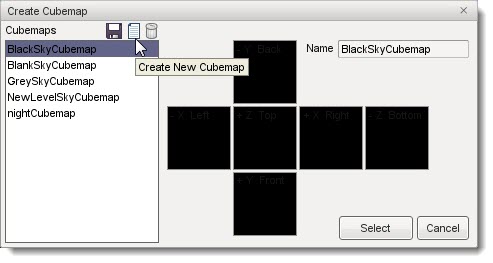 Create Cubemap
Cubemaps
BlackSkyCubemap
BlankSkyCubemap
GreySkyCubemap
NewLevelSkyCubemap
nightCubemap
Create New Cubemap
- Y Back
Name BlackSkyCubemap
- X Left
+ Z Top
+ X Right
- Z Bottom
+ Y Front
Select
Cancel